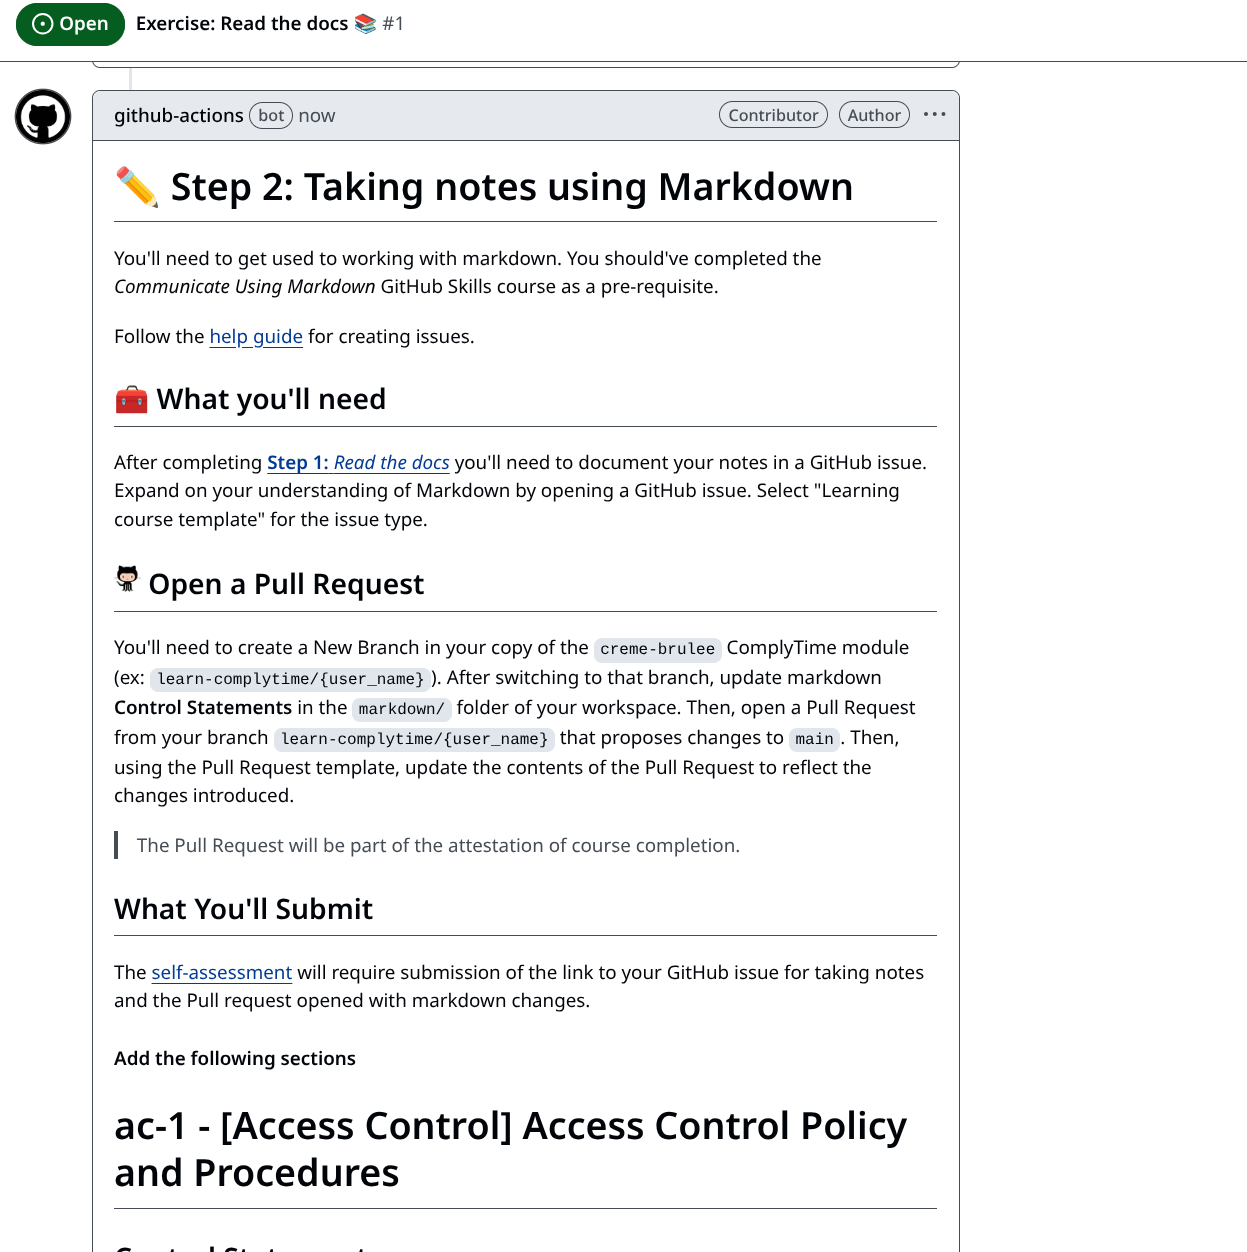 Open Exercise: Read the docs 📚 #1
github-actions bot now Contributor Author ···
✏️ Step 2: Taking notes using Markdown
You'll need to get used to working with markdown. You should've completed the
Communicate Using Markdown GitHub Skills course as a pre-requisite.
Follow the help guide for creating issues.
🧰 What you'll need
After completing Step 1: Read the docs you'll need to document your notes in a GitHub issue.
Expand on your understanding of Markdown by opening a GitHub issue. Select "Learning
course template" for the issue type.
Open a Pull Request
You'll need to create a New Branch in your copy of the creme-brulee ComplyTime module
(ex: learn-complytime/{user_name}). After switching to that branch, update markdown
Control Statements in the markdown/ folder of your workspace. Then, open a Pull Request
from your branch learn-complytime/{user_name} that proposes changes to main. Then,
using the Pull Request template, update the contents of the Pull Request to reflect the
changes introduced.
The Pull Request will be part of the attestation of course completion.
What You'll Submit
The self-assessment will require submission of the link to your GitHub issue for taking notes
and the Pull request opened with markdown changes.
Add the following sections
ac-1 - [Access Control] Access Control Policy
and Procedures